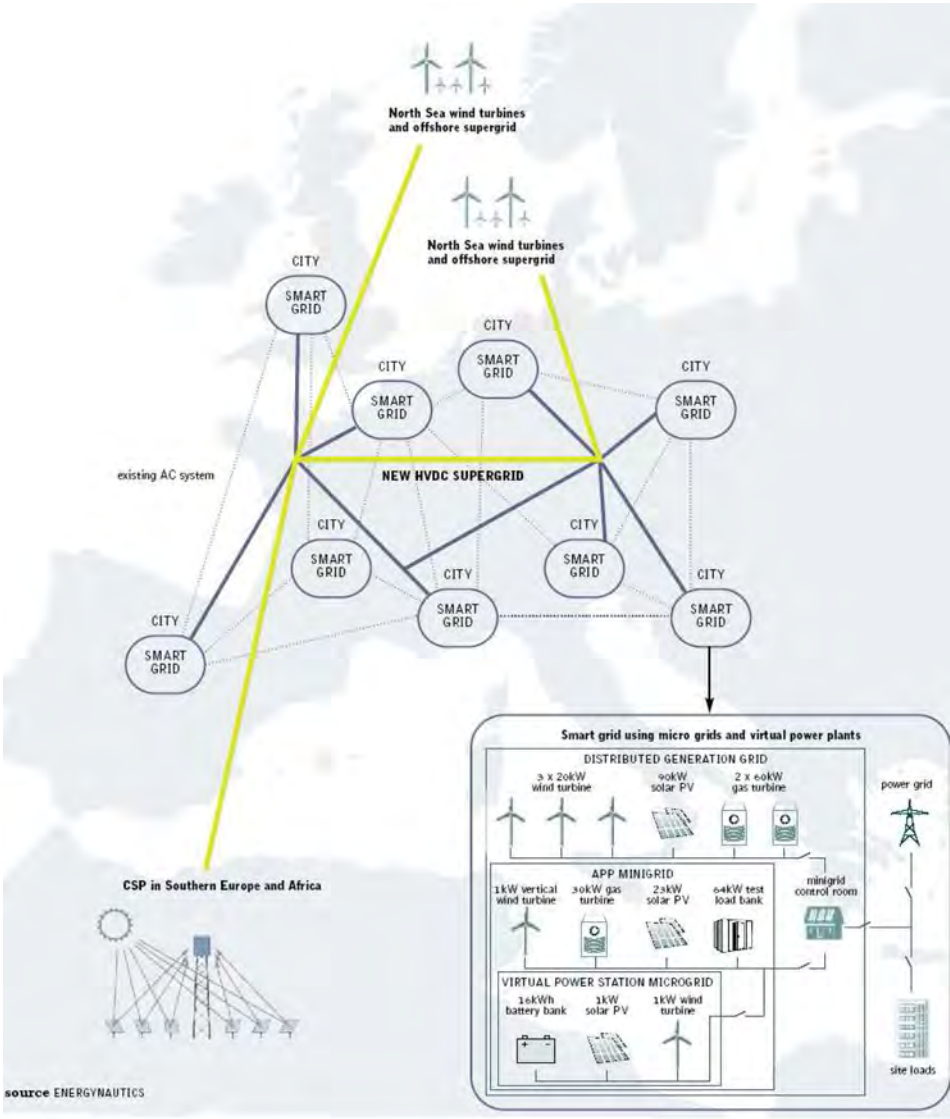 North Sea wind turbines
and offshore supergrid
North Sea wind turbines
and offshore supergrid
CITY
SMART
GRID
CITY
SMART
GRID
CITY
SMART
GRID
CITY
SMART
GRID
existing AC system
NEW HVDC SUPERGRID
CITY
SMART
GRID
CITY
SMART
GRID
CITY
SMART
GRID
CITY
SMART
GRID
CITY
SMART
GRID
Smart grid using micro grids and virtual power plants
DISTRIBUTED GENERATION GRID
3 x 20kW
wind turbine
90kW
solar PV
2 x 60kW
gas turbine
power grid
APP MINIGRID
1kW vertical
wind turbine
30kW gas
turbine
23kW
solar PV
64kW test
load bank
minigrid
control room
VIRTUAL POWER STATION MICROGRID
16kWh
battery bank
1kW
solar PV
1kW wind
turbine
site loads
CSP in Southern Europe and Africa
source ENERGYNAUTICS